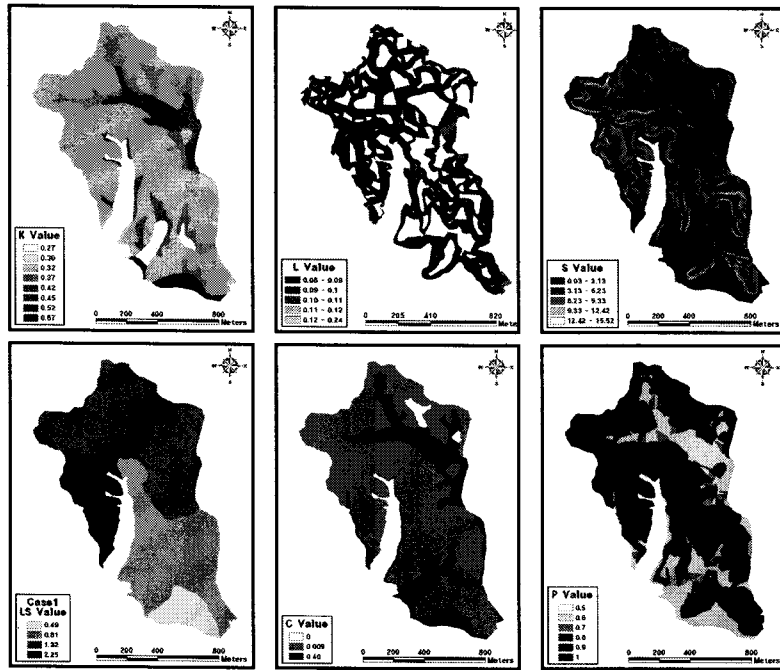 N
W E
S
K Value
0.27
0.30
0.32
0.37
0.42
0.45
0.52
0.57
0 200 400 800
Meters
N
W E
S
L Value
0.08 - 0.09
0.09 - 0.1
0.10 - 0.11
0.11 - 0.12
0.12 - 0.24
0 205 410 820
Meters
N
W E
S
S Value
0.03 - 3.13
3.13 - 6.23
6.23 - 9.33
9.33 - 12.42
12.42 - 15.52
0 200 400 800
Meters
N
W E
S
Case1
LS Value
0.49
0.81
1.32
2.25
0 200 400 800
Meters
N
W E
S
C Value
0
0.009
0 200 400 800
Meters
N
W E
S
P Value
0.5
0.6
0.7
0.8
0.9
1
0 200 400 800
Meters